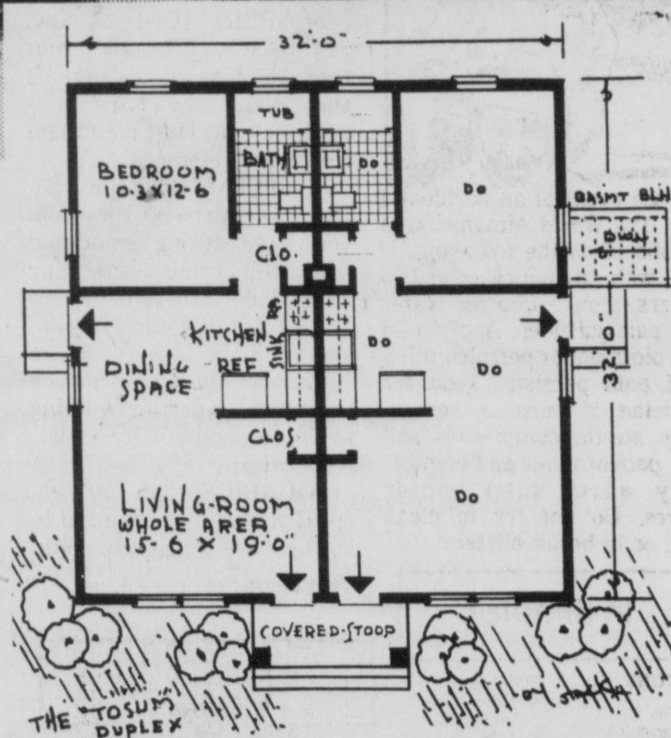 32'-0"
TUB
BEDROOM
10-3 X 12-6
BATH
DO
DO
BASMT BLH
DOWN
CLO.
KITCHEN
RA
SINK
REF
DO
DINING
SPACE
DO
32'-0"
CLOS
LIVING-ROOM
WHOLE AREA
15-6 X 19-0"
DO
COVERED-STOOP
THE "TOSUM"
DUPLEX